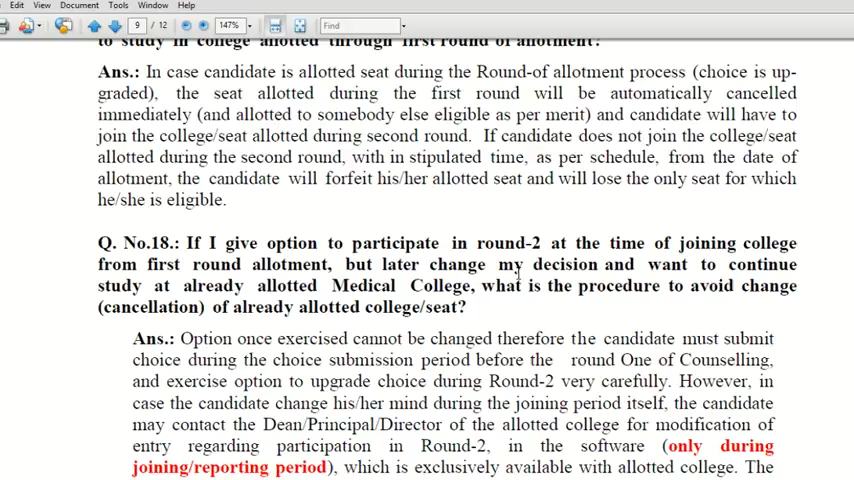 Edit View Document Tools Window Help
9 / 12 147% Find
to study in college allotted through first round of allotment?
Ans.: In case candidate is allotted seat during the Round-of allotment process (choice is up-
graded), the seat allotted during the first round will be automatically cancelled
immediately (and allotted to somebody else eligible as per merit) and candidate will have to
join the college/seat allotted during second round. If candidate does not join the college/seat
allotted during the second round, with in stipulated time, as per schedule, from the date of
allotment, the candidate will forfeit his/her allotted seat and will lose the only seat for which
he/she is eligible.
Q. No.18.: If I give option to participate in round-2 at the time of joining college
from first round allotment, but later change my decision and want to continue
study at already allotted Medical College, what is the procedure to avoid change
(cancellation) of already allotted college/seat?
Ans.: Option once exercised cannot be changed therefore the candidate must submit
choice during the choice submission period before the round One of Counselling,
and exercise option to upgrade choice during Round-2 very carefully. However, in
case the candidate change his/her mind during the joining period itself, the candidate
may contact the Dean/Principal/Director of the allotted college for modification of
entry regarding participation in Round-2, in the software (only during
joining/reporting period), which is exclusively available with allotted college. The